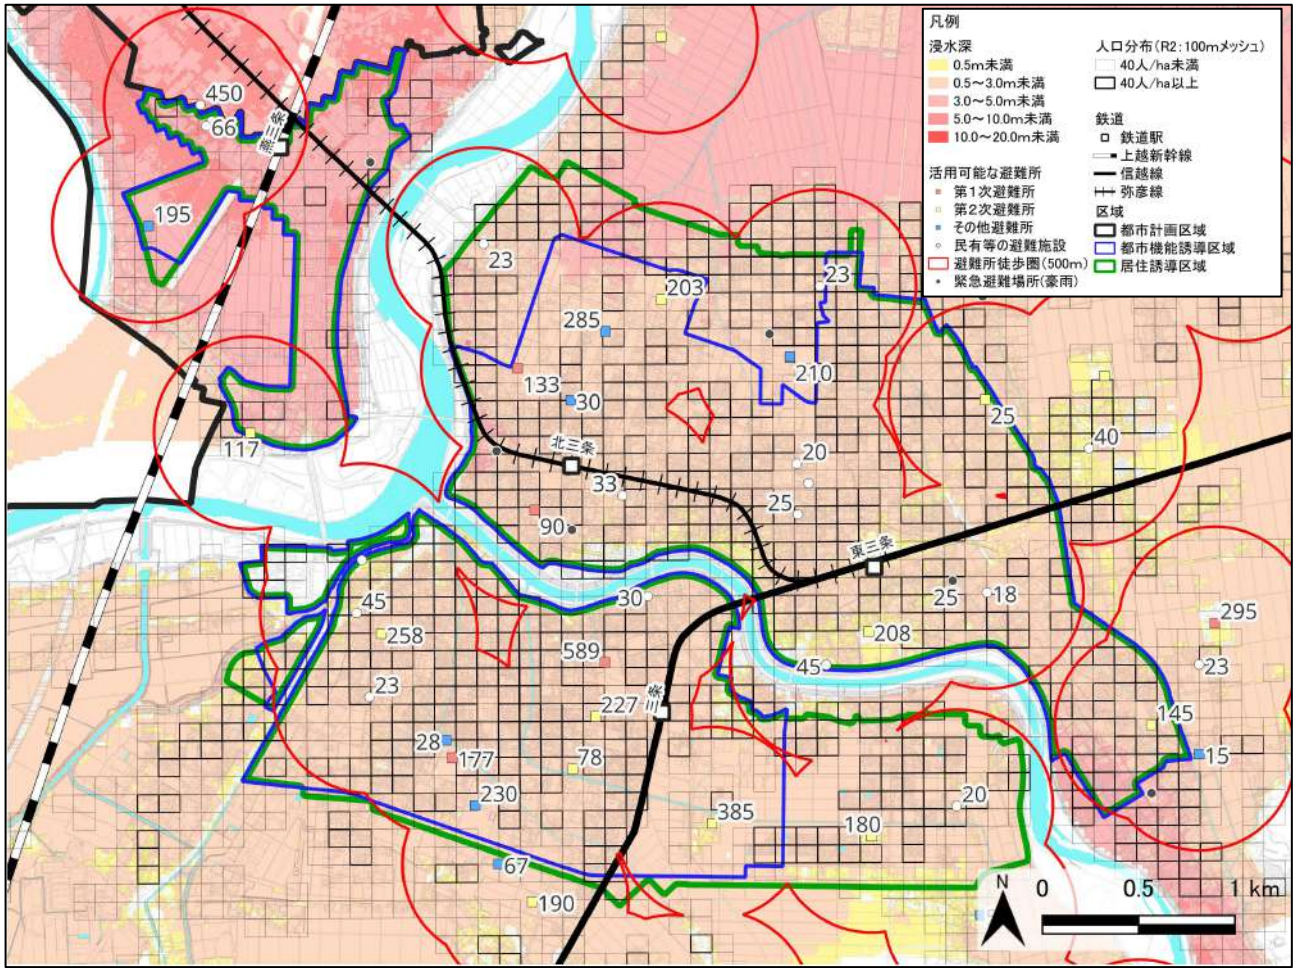 凡例
浸水深
0.5m未満
0.5～3.0m未満
3.0～5.0m未満
5.0～10.0m未満
10.0～20.0m未満
活用可能な避難所
第1次避難所
第2次避難所
その他避難所
民有等の避難施設
避難所徒歩圏(500m)
緊急避難場所(豪雨)
人口分布(R2:100mメッシュ)
40人/ha未満
40人/ha以上
鉄道
鉄道駅
上越新幹線
信越線
弥彦線
区域
都市計画区域
都市機能誘導区域
居住誘導区域
450
66
燕三条
195
23
203
23
285
210
133
30
25
117
北三条
20
40
33
25
90
東三条
30
25
18
45
258
208
295
589
45
23
23
227
三条
145
28
177
78
15
230
385
180
20
67
190
N
0 0.5 1 km